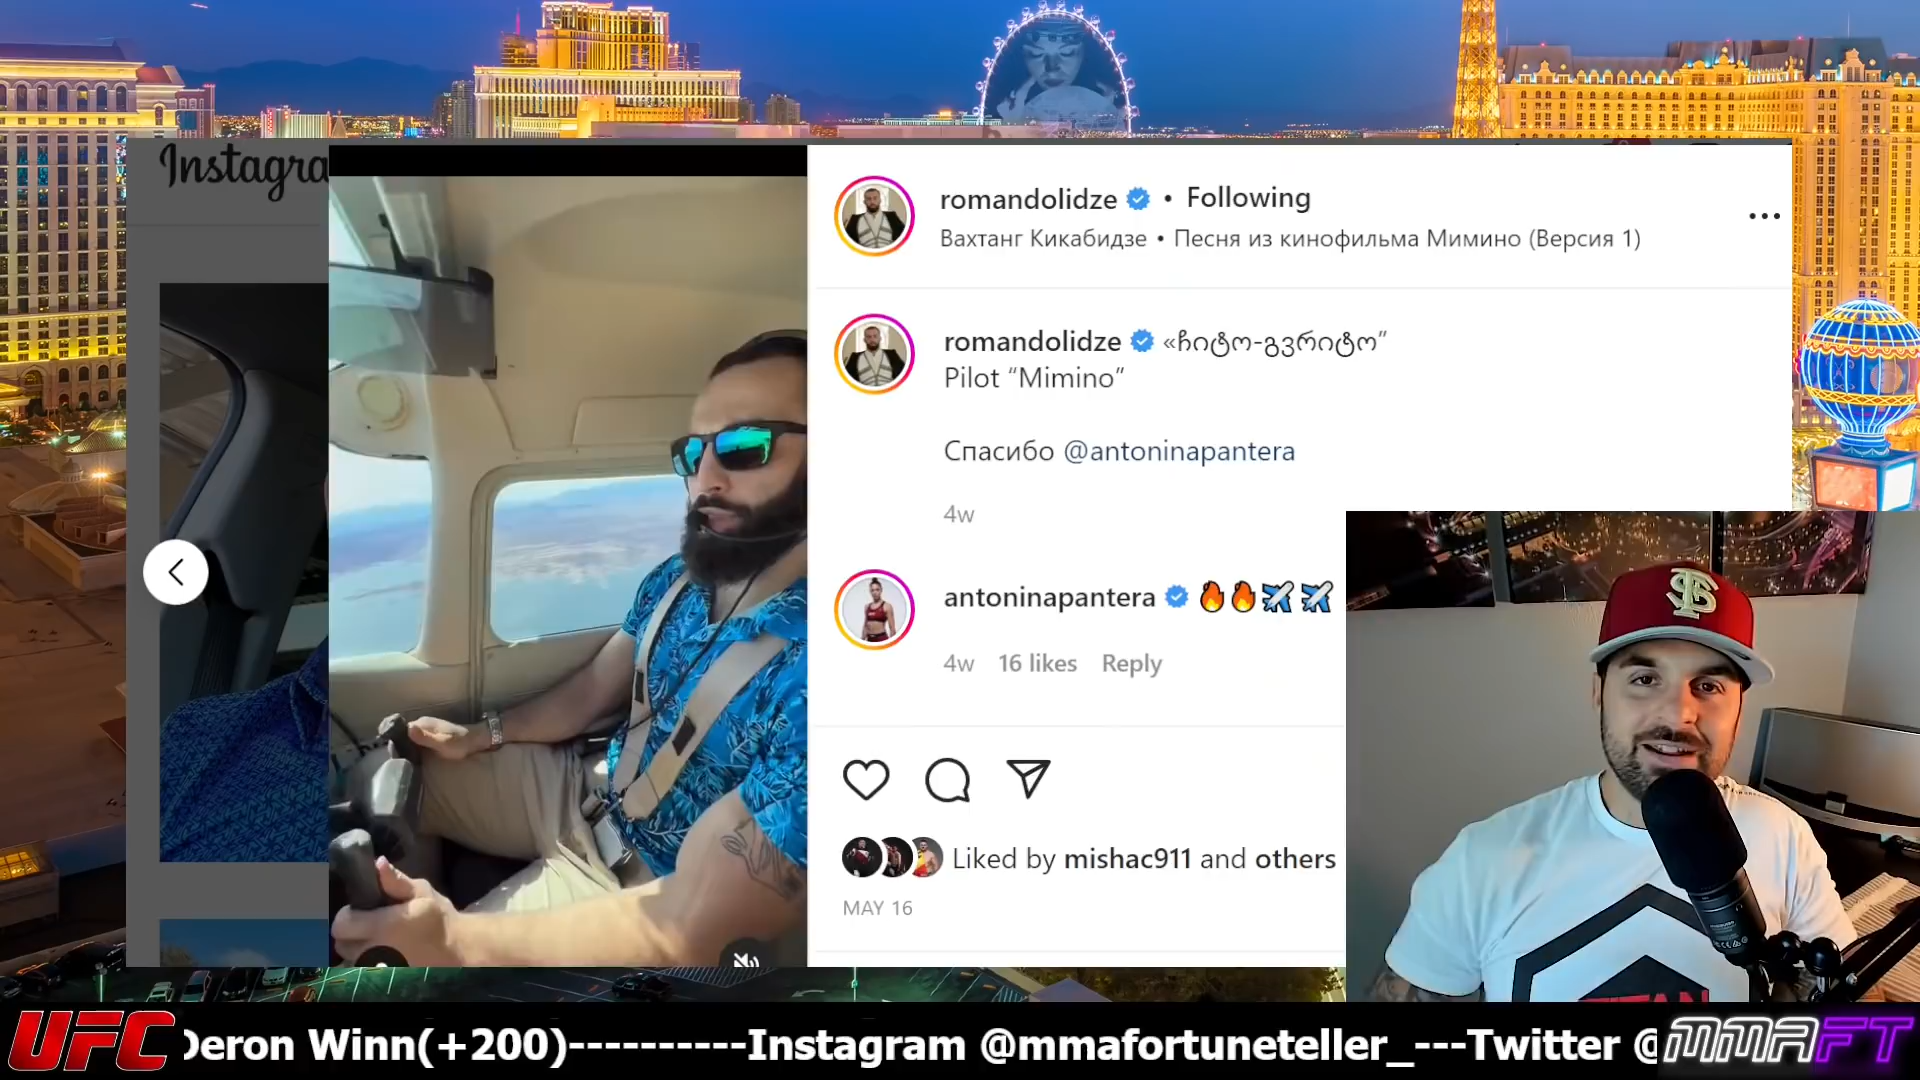 Instagra
romandolidze • Following
Вахтанг Кикабидзе • Песня из кинофильма Мимино (Версия 1)
romandolidze «ჩიტო-გვრიტო”
Pilot “Mimino”
Спасибо @antoninapantera
4w
antoninapantera 🔥🔥✈️✈️
4w 16 likes Reply
Liked by mishac911 and others
MAY 16
UFC Deron Winn(+200)----------Instagram @mmafortuneteller_---Twitter @ MMAFT